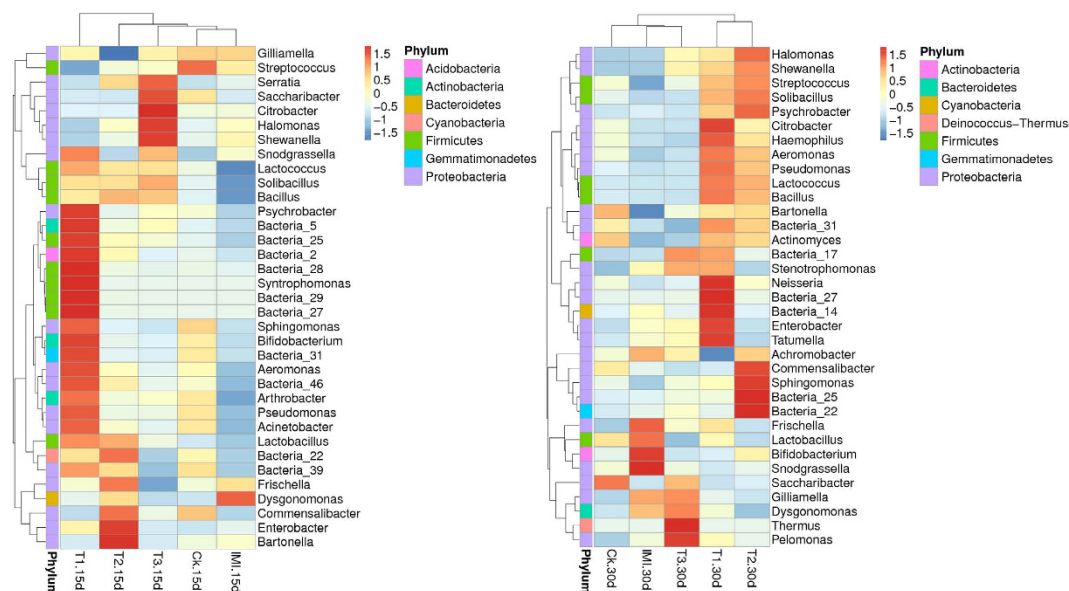 Gilliamella
Streptococcus
Serratia
Saccharibacter
Citrobacter
Halomonas
Shewanella
Snodgrassella
Lactococcus
Solibacillus
Bacillus
Psychrobacter
Bacteria_5
Bacteria_25
Bacteria_2
Bacteria_28
Syntrophomonas
Bacteria_29
Bacteria_27
Sphingomonas
Bifidobacterium
Bacteria_31
Aeromonas
Bacteria_46
Arthrobacter
Pseudomonas
Acinetobacter
Lactobacillus
Bacteria_22
Bacteria_39
Frischella
Dysgonomonas
Commensalibacter
Enterobacter
Bartonella
Phylum
T1.15d
T2.15d
T3.15d
Ck.15d
IMI.15d
1.5
1
0.5
0
-0.5
-1
-1.5
Phylum
Acidobacteria
Actinobacteria
Bacteroidetes
Cyanobacteria
Firmicutes
Gemmatimonadetes
Proteobacteria
Halomonas
Shewanella
Streptococcus
Solibacillus
Psychrobacter
Citrobacter
Haemophilus
Aeromonas
Pseudomonas
Lactococcus
Bacillus
Bartonella
Bacteria_31
Actinomyces
Bacteria_17
Stenotrophomonas
Neisseria
Bacteria_27
Bacteria_14
Enterobacter
Tatumella
Achromobacter
Commensalibacter
Sphingomonas
Bacteria_25
Bacteria_22
Frischella
Lactobacillus
Bifidobacterium
Snodgrassella
Saccharibacter
Gilliamella
Dysgonomonas
Thermus
Pelomonas
Phylum
Ck.30d
IMI.30d
T3.30d
T1.30d
T2.30d
1.5
1
0.5
0
-0.5
-1
-1.5
Phylum
Actinobacteria
Bacteroidetes
Cyanobacteria
Deinococcus-Thermus
Firmicutes
Gemmatimonadetes
Proteobacteria